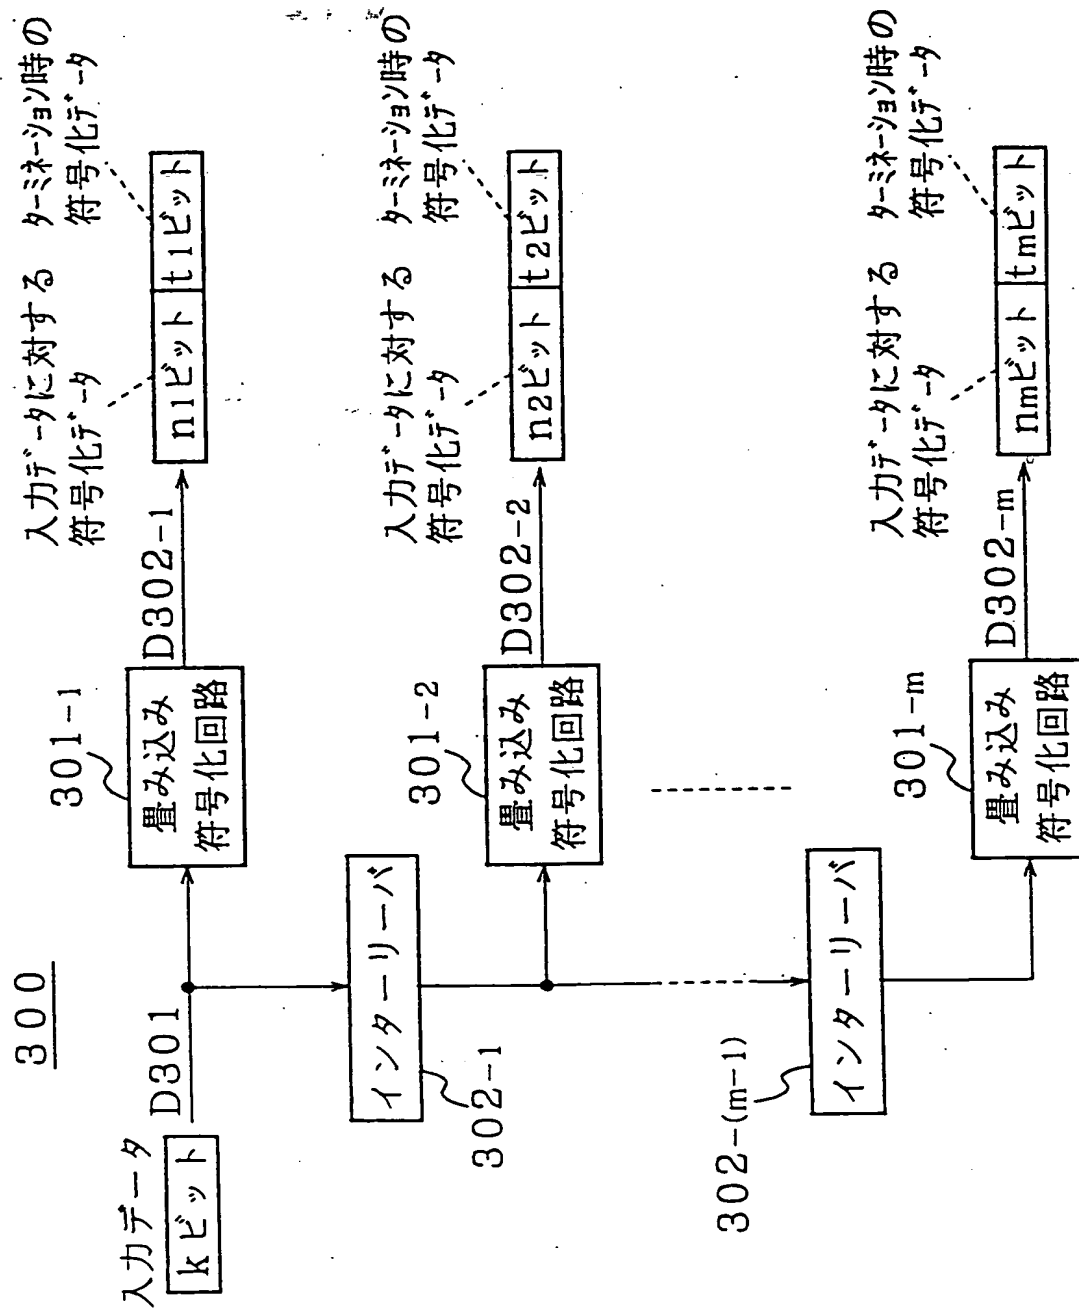 300
入力データ
kビット
D301
301-1
畳み込み
符号化回路
D302-1
入力データに対する
符号化データ
ターミネーション時の
符号化データ
n1ビット
t1ビット
インターリーバ
302-1
301-2
畳み込み
符号化回路
D302-2
入力データに対する
符号化データ
ターミネーション時の
符号化データ
n2ビット
t2ビット
302-(m-1)
インターリーバ
301-m
畳み込み
符号化回路
D302-m
入力データに対する
符号化データ
ターミネーション時の
符号化データ
nmビット
tmビット